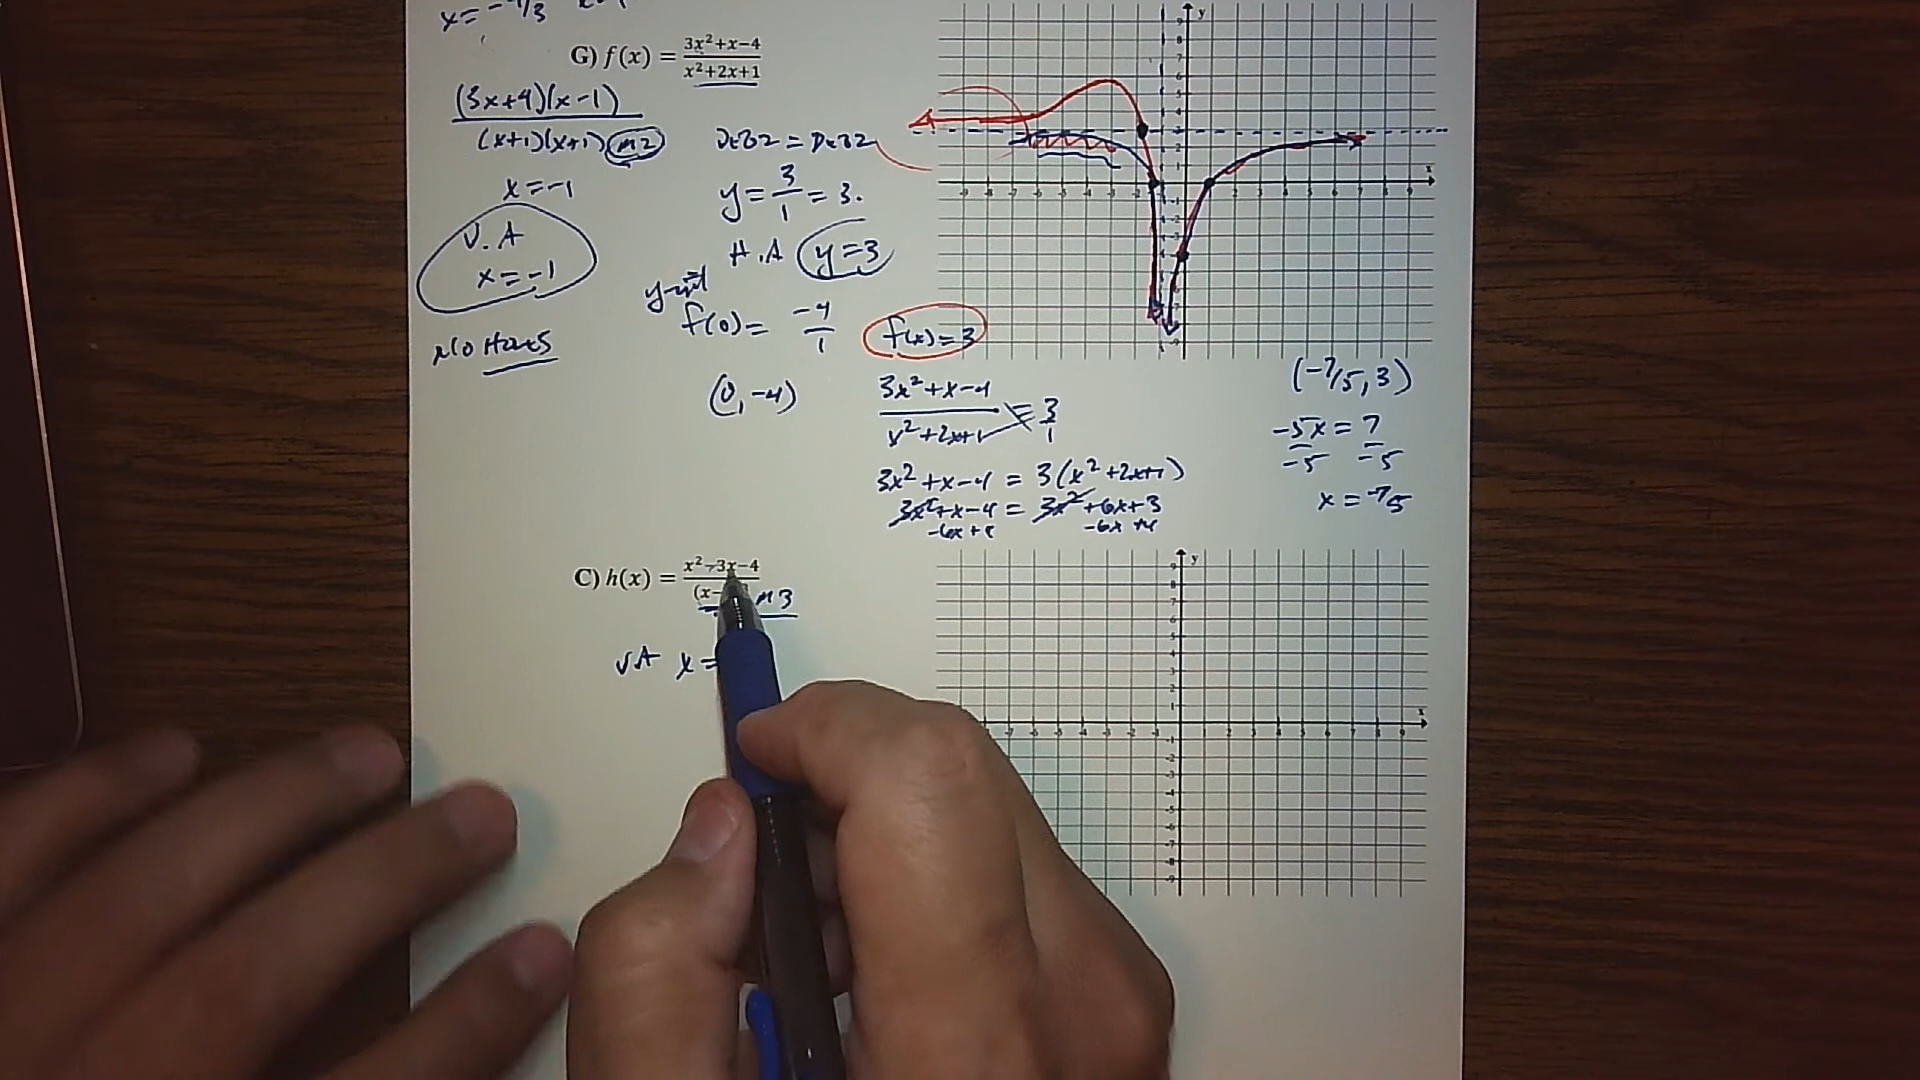 x = -4/3
G) f(x) = 3x²+x−4 / x²+2x+1
(3x+4)(x-1)
(x+1)(x+1) m2
x = -1
V.A
x = -1
No Holes
y = 3/1 = 3.
H.A y=3
y-int
f(0) = -4/1
(0, -4)
f(x) = 3
3x²+x-4 / x²+2x+1 = 3/1
3x²+x-4 = 3(x²+2x+1)
3x²+x-4 = 3x²+6x+3
-6x+4 -6x +4
(-7/5, 3)
-5x = 7
-5 -5
x = -7/5
C) h(x) = x²−3x−4
(x− m3
VA x =